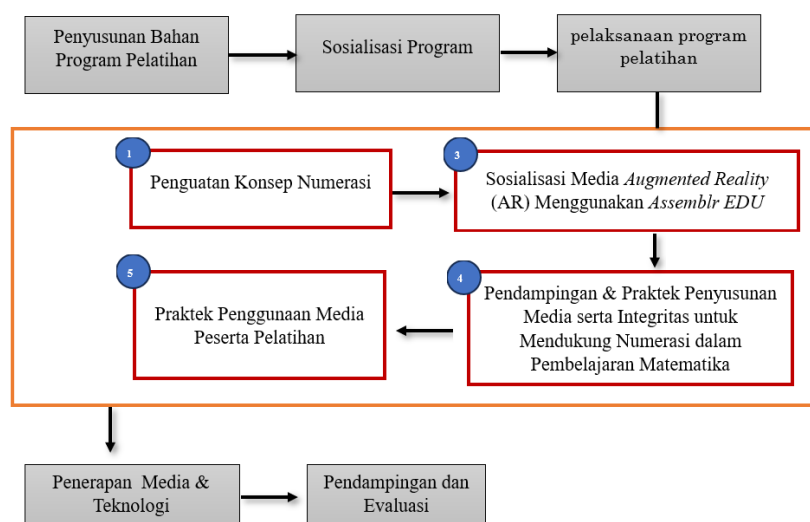 Penyusunan Bahan
Program Pelatihan
Sosialisasi Program
pelaksanaan program
pelatihan
1
Penguatan Konsep Numerasi
3
Sosialisasi Media Augmented Reality
(AR) Menggunakan Assemblr EDU
5
Praktek Penggunaan Media
Peserta Pelatihan
4
Pendampingan & Praktek Penyusunan
Media serta Integritas untuk
Mendukung Numerasi dalam
Pembelajaran Matematika
Penerapan Media &
Teknologi
Pendampingan dan
Evaluasi